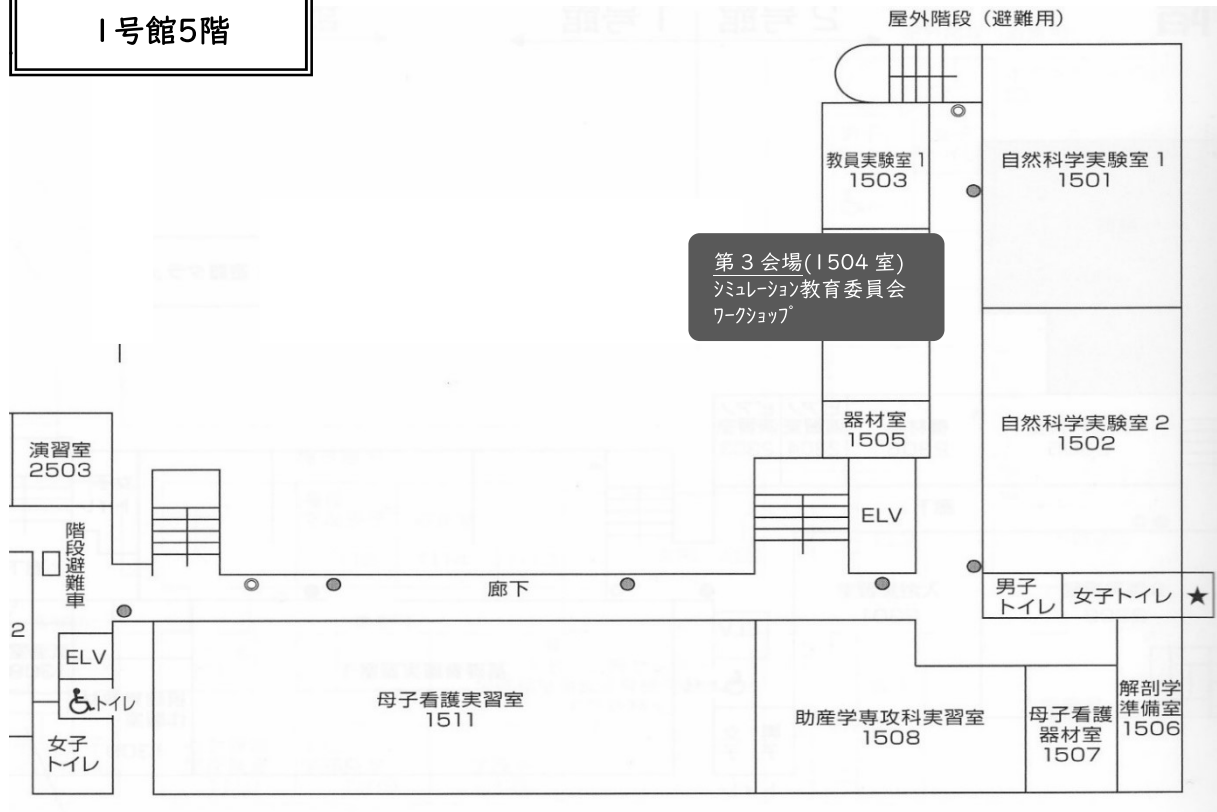 1号館5階
屋外階段（避難用）
教員実験室1
1503
自然科学実験室1
1501
第3会場(1504室)
ｼﾐｭﾚｰｼｮﾝ教育委員会
ﾜｰｸｼｮｯﾌﾟ
器材室
1505
自然科学実験室2
1502
演習室
2503
ELV
階段避難車
廊下
男子
トイレ
女子トイレ ★
2
ELV
トイレ
女子
トイレ
母子看護実習室
1511
助産学専攻科実習室
1508
母子看護
器材室
1507
解剖学
準備室
1506